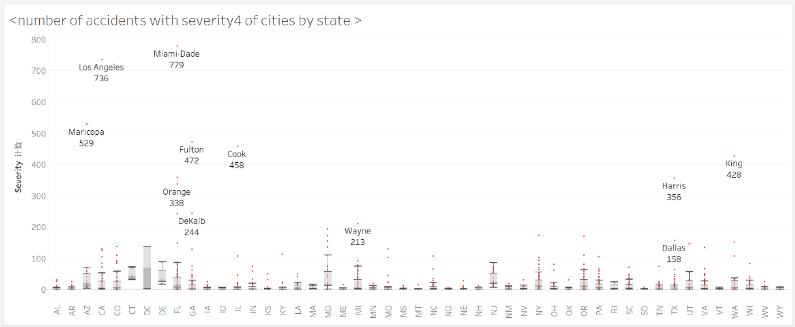 <number of accidents with severity4 of cities by state >
800
700
600
500
400
300
200
100
0
Severity 计数
Miami-Dade
779
Los Angeles
736
Maricopa
529
Fulton
472
Cook
458
King
428
Orange
338
Harris
356
DeKalb
244
Wayne
213
Dallas
158
AL AR AZ CA CO CT DC DE FL GA IA ID IL IN KS KY LA MA MD ME MI MN MO MS MT NC ND NE NH NJ NM NV NY OH OK OR PA RI SC SD TN TX UT VA VT WA WI WV WY